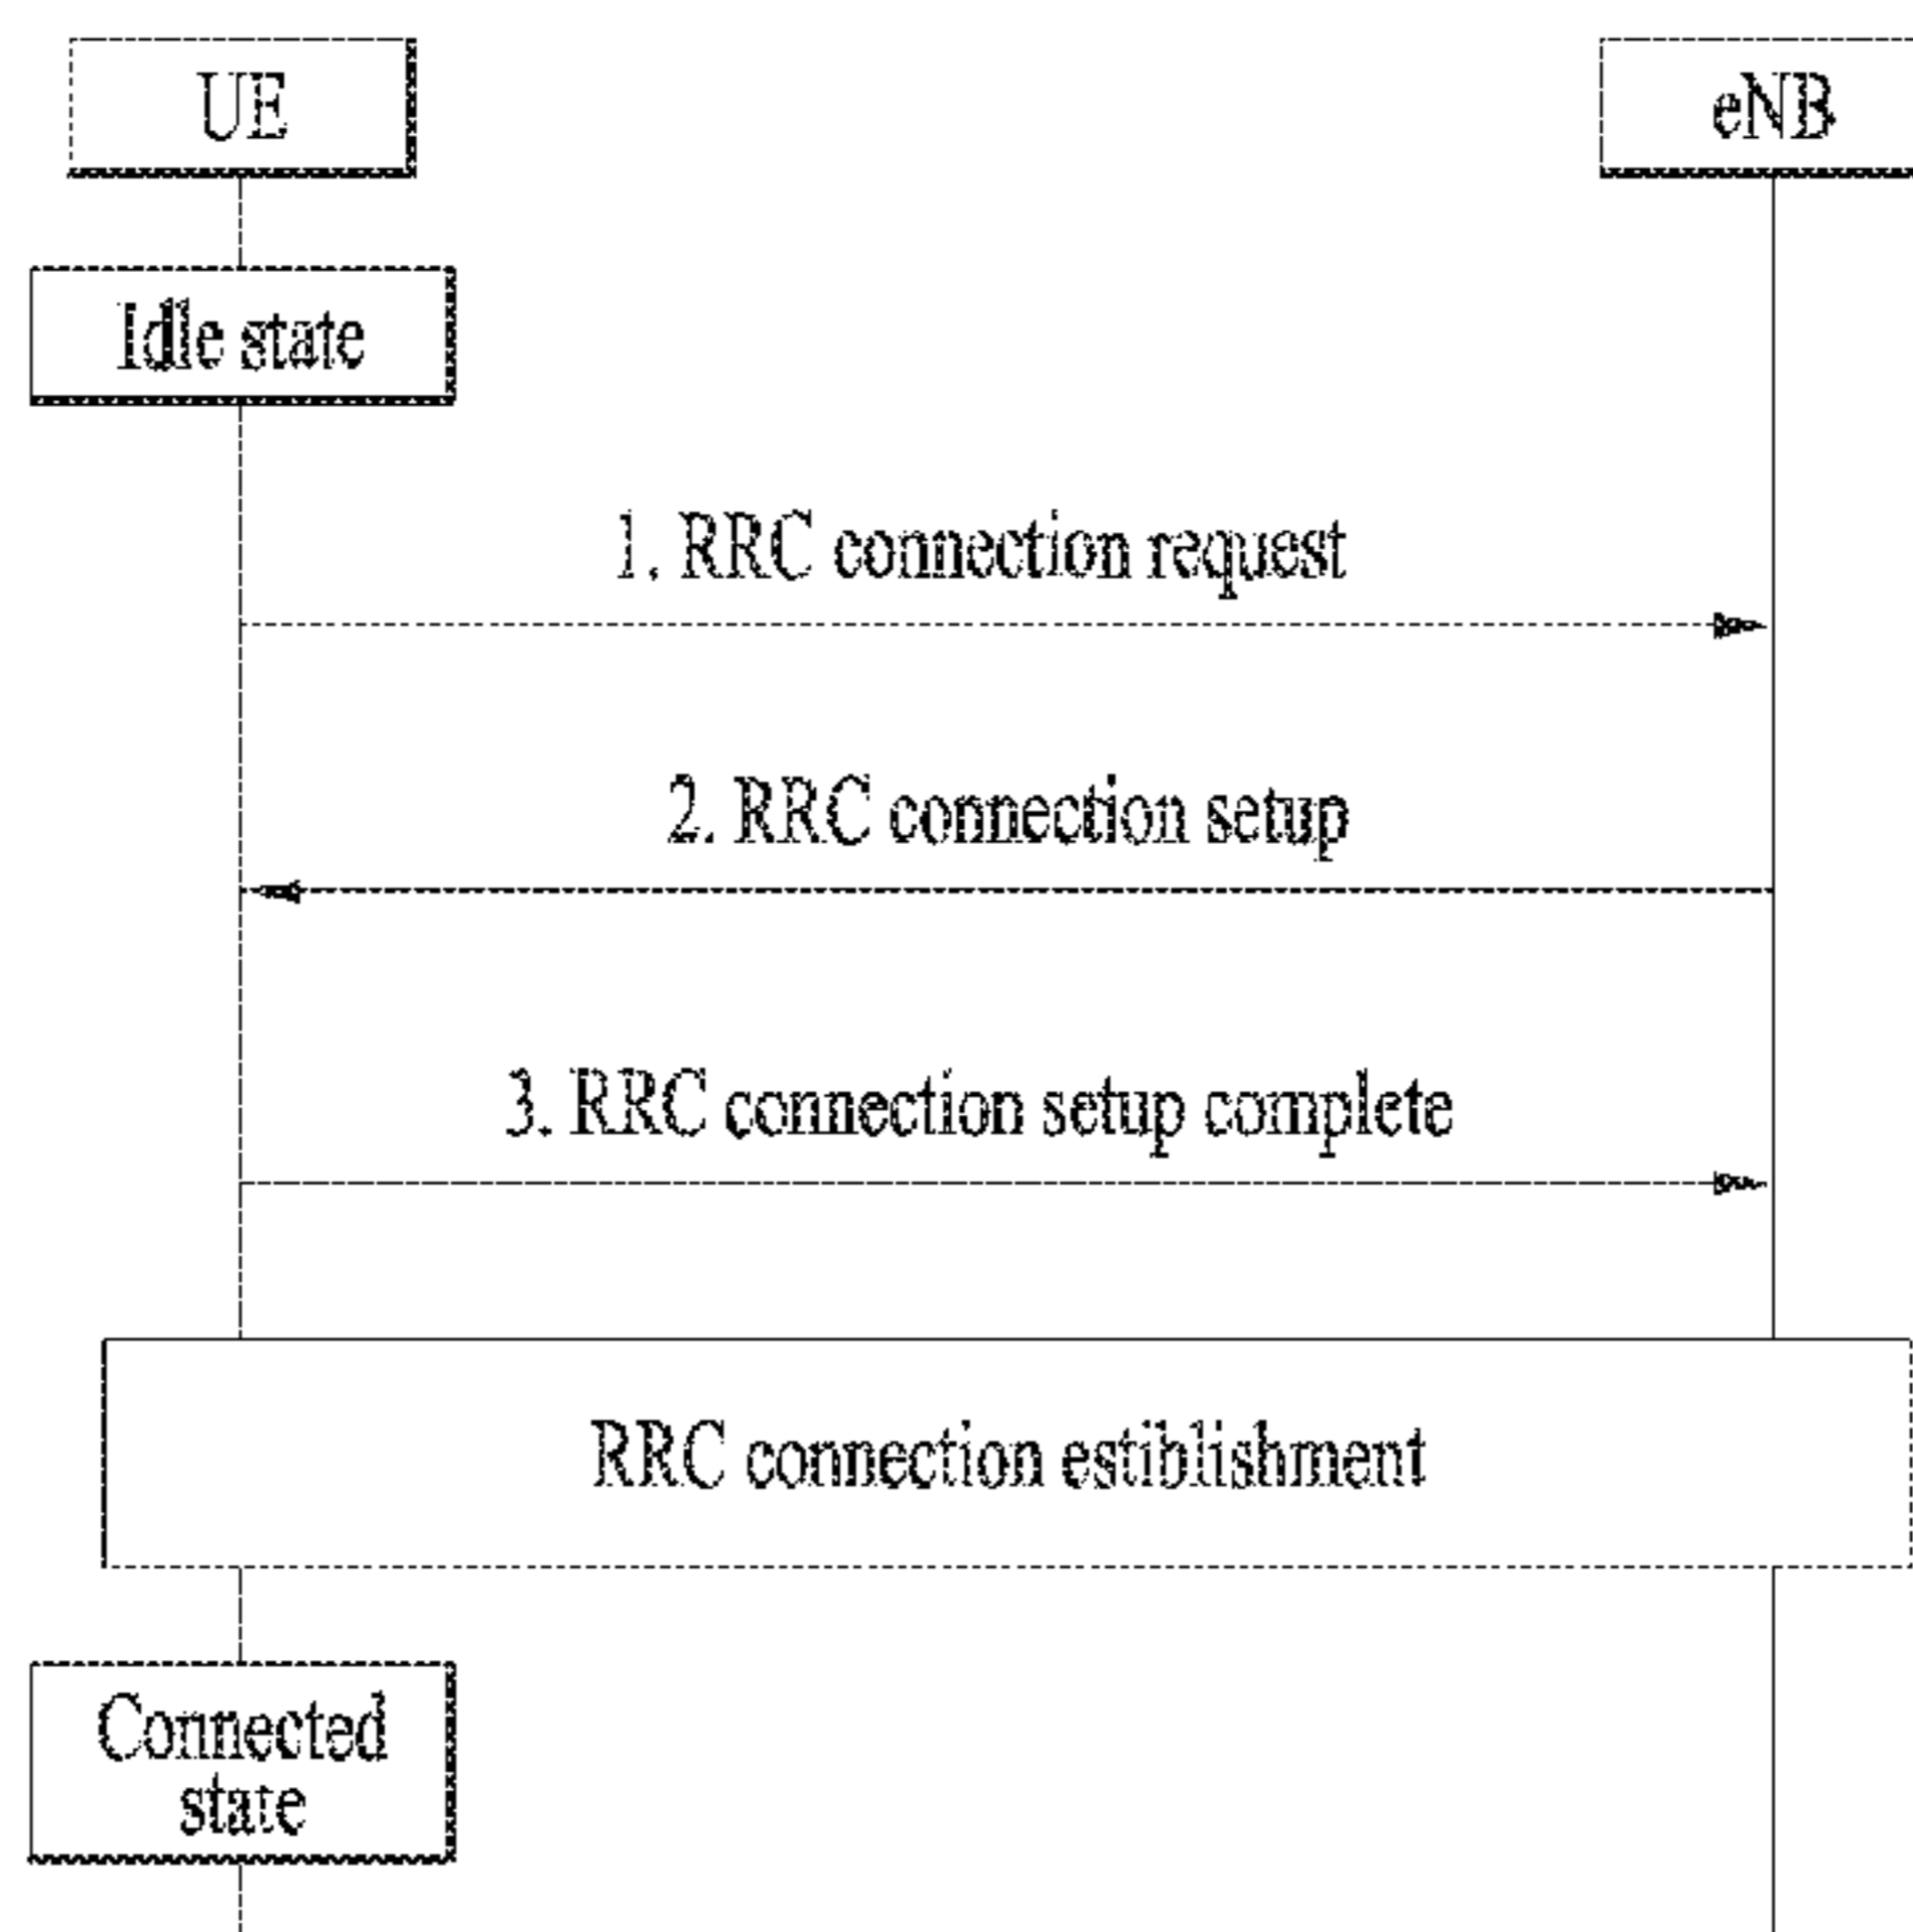 UE
eNB
Idle state
1. RRC connection request
2. RRC connection setup
3. RRC connection setup complete
RRC connection estiblishment
Connected
state